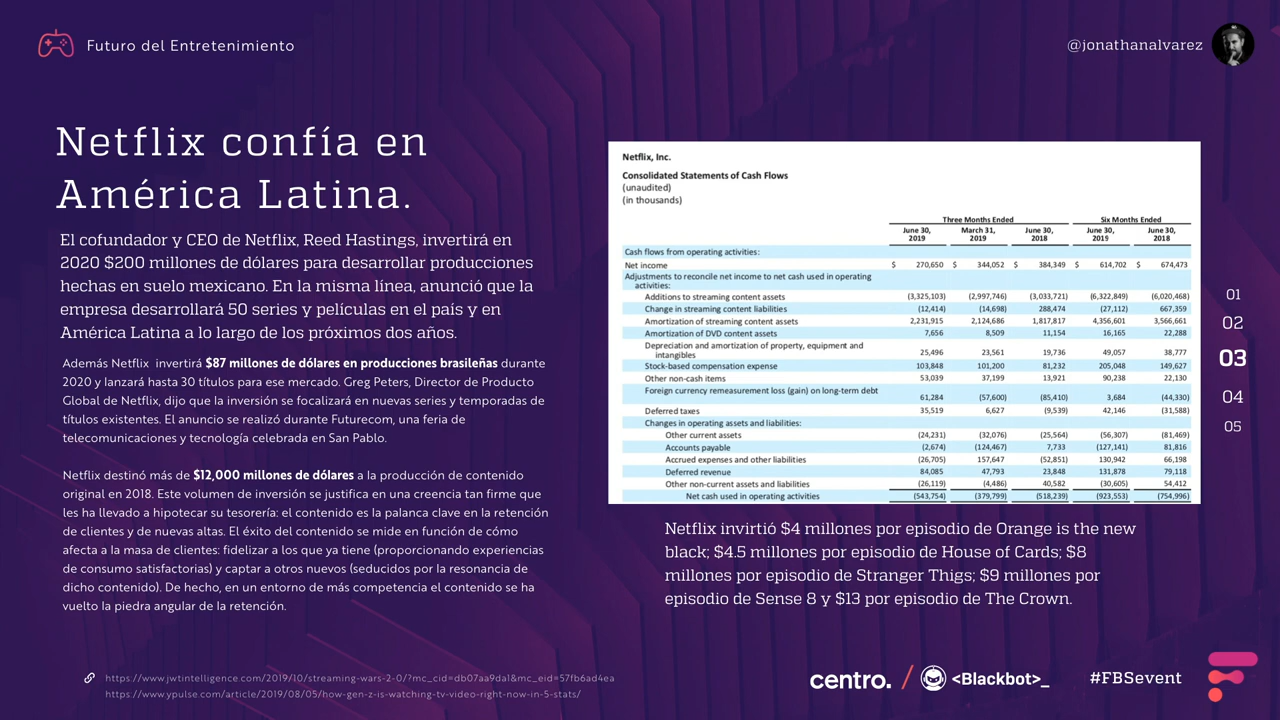 Futuro del Entretenimiento
@jonathanalvarez
Netflix confía en
América Latina.
El cofundador y CEO de Netflix, Reed Hastings, invertirá en
2020 $200 millones de dólares para desarrollar producciones
hechas en suelo mexicano. En la misma línea, anunció que la
empresa desarrollará 50 series y películas en el país y en
América Latina a lo largo de los próximos dos años.
Además Netflix invertirá $87 millones de dólares en producciones brasileñas durante
2020 y lanzará hasta 30 títulos para ese mercado. Greg Peters, Director de Producto
Global de Netflix, dijo que la inversión se focalizará en nuevas series y temporadas de
títulos existentes. El anuncio se realizó durante Futurecom, una feria de
telecomunicaciones y tecnología celebrada en San Pablo.
Netflix destinó más de $12,000 millones de dólares a la producción de contenido
original en 2018. Este volumen de inversión se justifica en una creencia tan firme que
les ha llevado a hipotecar su tesorería: el contenido es la palanca clave en la retención
de clientes y de nuevas altas. El éxito del contenido se mide en función de cómo
afecta a la masa de clientes: fidelizar a los que ya tiene (proporcionando experiencias
de consumo satisfactorias) y captar a otros nuevos (seducidos por la resonancia de
dicho contenido). De hecho, en un entorno de más competencia el contenido se ha
vuelto la piedra angular de la retención.
Netflix, Inc.
Consolidated Statements of Cash Flows
(unaudited)
(in thousands)
Three Months Ended Six Months Ended
June 30, March 31, June 30, June 30, June 30,
2019 2019 2018 2019 2018
Cash flows from operating activities:
Net income $ 270,650 $ 344,052 $ 384,349 $ 614,702 $ 674,473
Adjustments to reconcile net income to net cash used in operating
activities:
Additions to streaming content assets (3,325,103) (2,997,746) (3,033,721) (6,322,849) (6,020,468)
Change in streaming content liabilities (12,414) (14,698) 288,474 (27,112) 667,359
Amortization of streaming content assets 2,231,915 2,124,686 1,817,817 4,356,601 3,566,661
Amortization of DVD content assets 7,656 8,509 11,154 16,165 22,288
Depreciation and amortization of property, equipment and
intangibles 25,496 23,561 19,736 49,057 38,777
Stock-based compensation expense 103,848 101,200 81,232 205,048 149,627
Other non-cash items 53,039 37,199 13,921 90,238 22,130
Foreign currency remeasurement loss (gain) on long-term debt
61,284 (57,600) (85,410) 3,684 (44,330)
Deferred taxes 35,519 6,627 (9,539) 42,146 (31,588)
Changes in operating assets and liabilities:
Other current assets (24,231) (32,076) (25,564) (56,307) (81,469)
Accounts payable (2,674) (124,467) 7,733 (127,141) 81,816
Accrued expenses and other liabilities (26,705) 157,647 (52,851) 130,942 66,198
Deferred revenue 84,085 47,793 23,848 131,878 79,118
Other non-current assets and liabilities (26,119) (4,486) 40,582 (30,605) 54,412
Net cash used in operating activities (543,754) (379,799) (518,239) (923,553) (754,996)
Netflix invirtió $4 millones por episodio de Orange is the new
black; $4.5 millones por episodio de House of Cards; $8
millones por episodio de Stranger Thigs; $9 millones por
episodio de Sense 8 y $13 por episodio de The Crown.
01
02
03
04
05
https://www.jwtintelligence.com/2019/10/streaming-wars-2-0/?mc_cid=db07aa9da1&mc_eid=57fb6ad4ea
https://www.ypulse.com/article/2019/08/05/how-gen-z-is-watching-tv-video-right-now-in-5-stats/
centro. / <Blackbot>_
#FBSevent